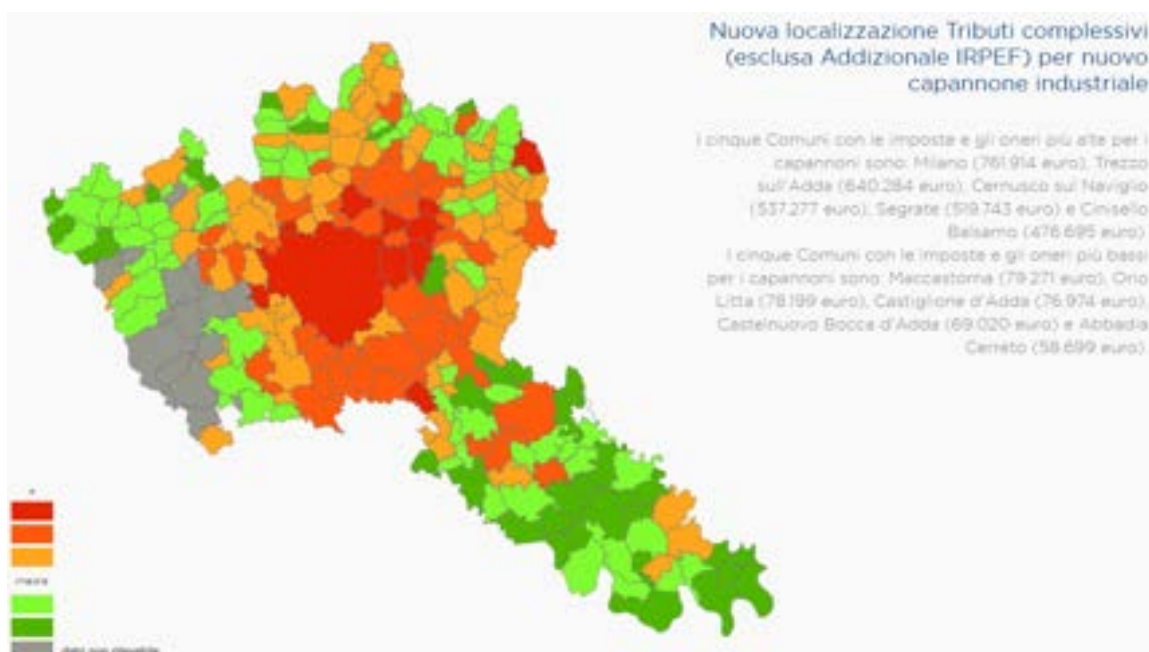 Nuova localizzazione Tributi complessivi
(esclusa Addizionale IRPEF) per nuovo
capannone industriale
I cinque Comuni con le imposte e gli oneri più alte per i
capannoni sono: Milano (761.914 euro), Trezzo
sull'Adda (640.284 euro), Cernusco sul Naviglio
(537.277 euro), Segrate (519.743 euro) e Cinisello
Balsamo (476.695 euro).
I cinque Comuni con le imposte e gli oneri più bassi
per i capannoni sono: Maccastorna (79.271 euro), Orio
Litta (78.199 euro), Castiglione d'Adda (76.974 euro),
Castelnuovo Bocca d'Adda (69.020 euro) e Abbadia
Cerreto (58.699 euro).
+
media
dato non rilevabile